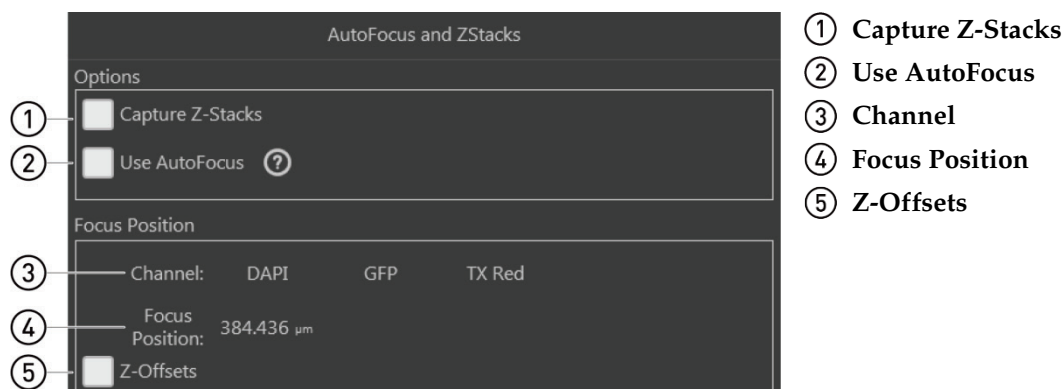 AutoFocus and ZStacks
Options
① Capture Z-Stacks
② Use AutoFocus ?
Focus Position
③ Channel: DAPI GFP TX Red
④ Focus Position: 384.436 µm
⑤ Z-Offsets
① Capture Z-Stacks
② Use AutoFocus
③ Channel
④ Focus Position
⑤ Z-Offsets